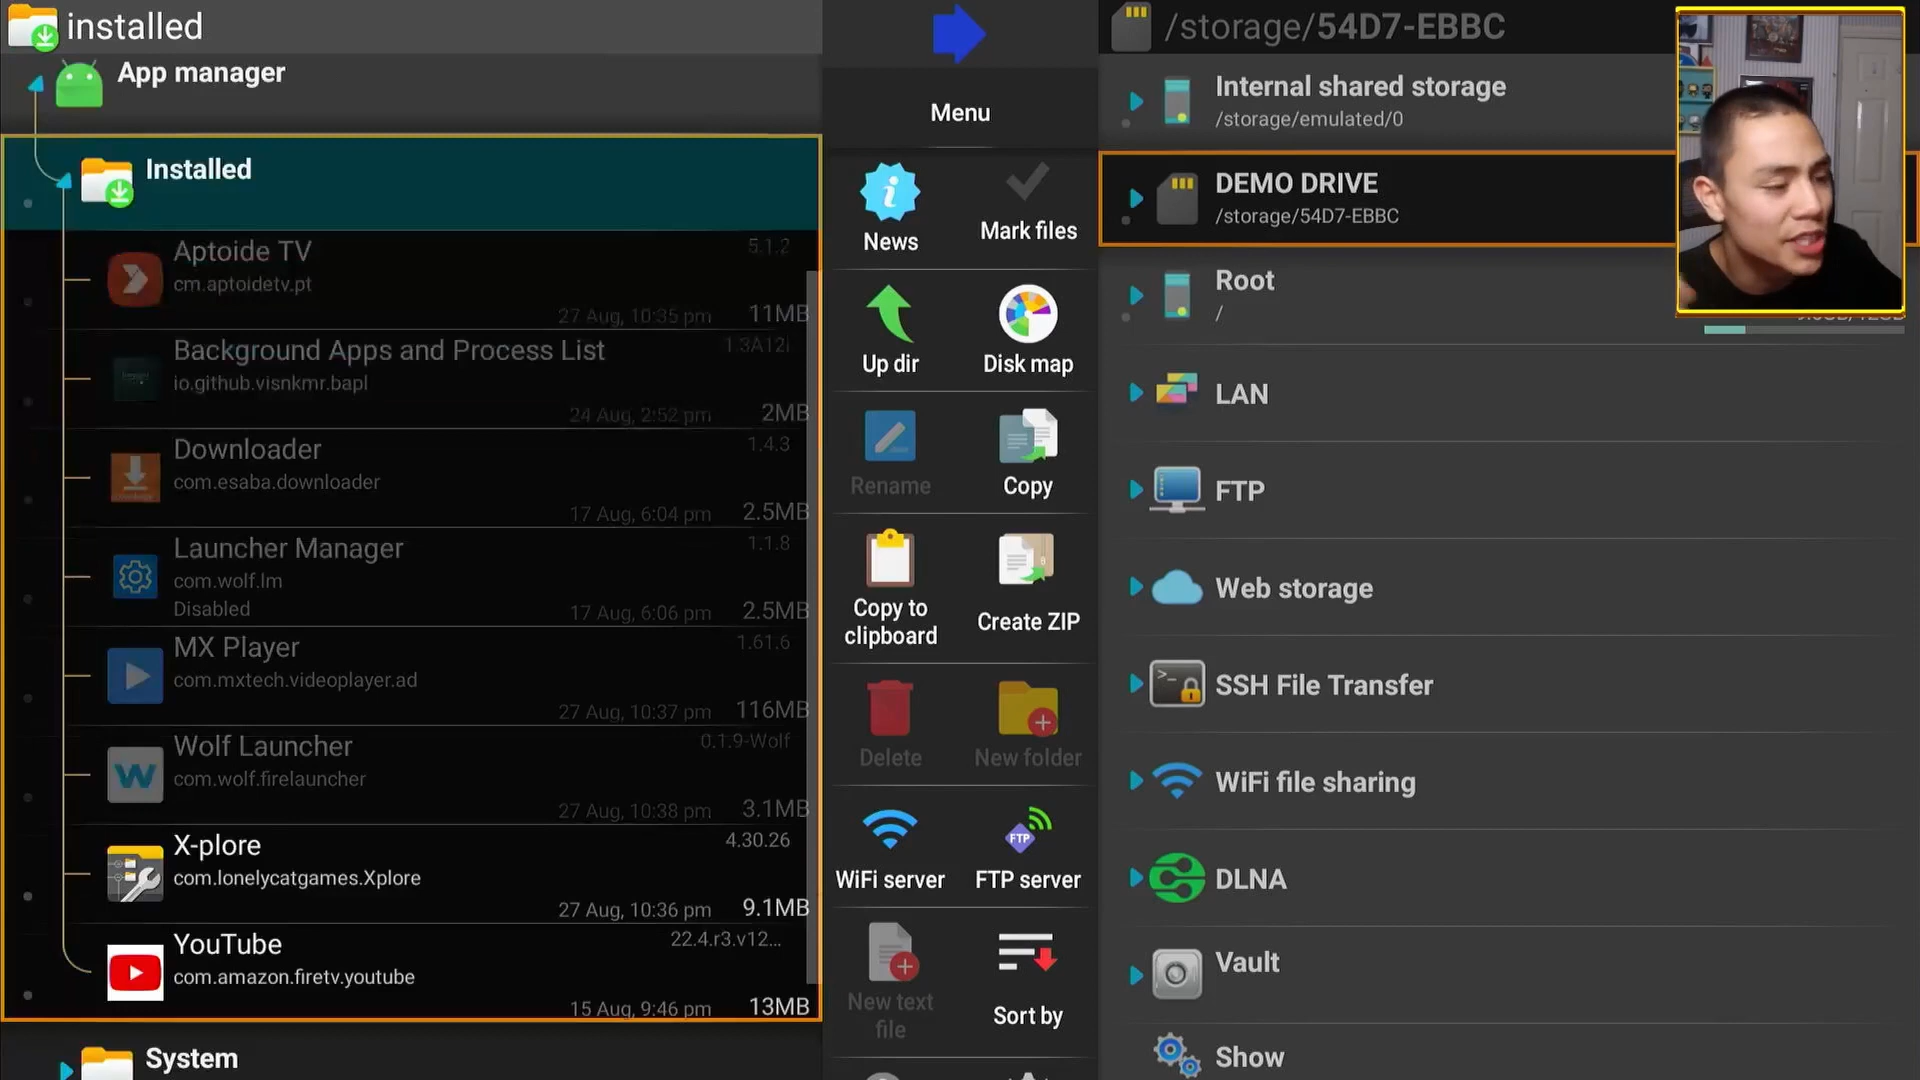 installed
App manager
Installed
Aptoide TV
5.1.2
cm.aptoidetv.pt
27 Aug, 10:35 pm
11MB
Background Apps and Process List
1.3A12i
io.github.visnkmr.bapl
24 Aug, 2:52 pm
2MB
Downloader
1.4.3
com.esaba.downloader
17 Aug, 6:04 pm
2.5MB
Launcher Manager
1.1.8
com.wolf.lm
Disabled
17 Aug, 6:06 pm
2.5MB
MX Player
1.61.6
com.mxtech.videoplayer.ad
27 Aug, 10:37 pm
116MB
Wolf Launcher
0.1.9-Wolf
com.wolf.firelauncher
27 Aug, 10:38 pm
3.1MB
X-plore
4.30.26
com.lonelycatgames.Xplore
27 Aug, 10:36 pm
9.1MB
YouTube
22.4.r3.v12...
com.amazon.firetv.youtube
15 Aug, 9:46 pm
13MB
System
Menu
News
Mark files
Up dir
Disk map
Rename
Copy
Copy to
clipboard
Create ZIP
Delete
New folder
WiFi server
FTP server
FTP
New text
file
Sort by
/storage/54D7-EBBC
Internal shared storage
/storage/emulated/0
DEMO DRIVE
/storage/54D7-EBBC
Root
/
LAN
FTP
Web storage
SSH File Transfer
WiFi file sharing
DLNA
Vault
Show